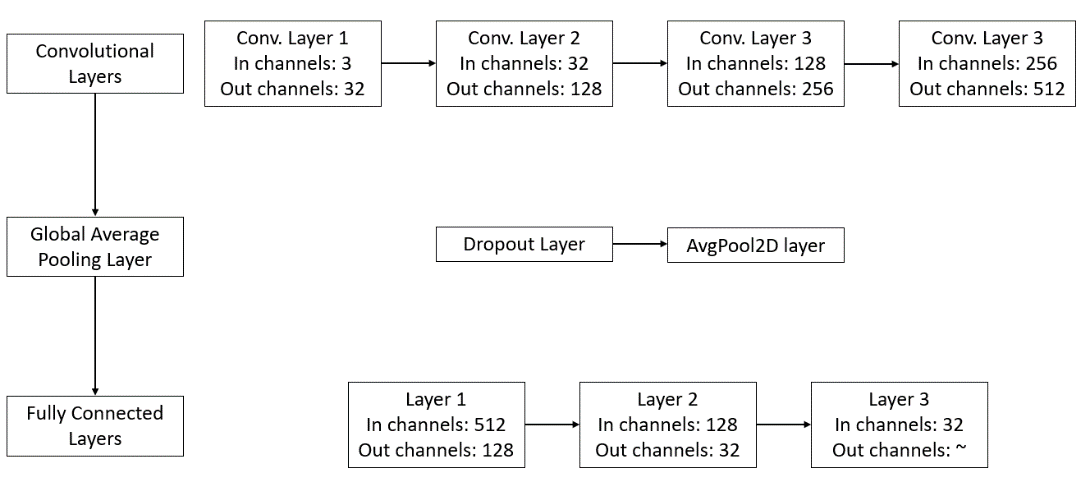 Convolutional
Layers
Conv. Layer 1
In channels: 3
Out channels: 32
Conv. Layer 2
In channels: 32
Out channels: 128
Conv. Layer 3
In channels: 128
Out channels: 256
Conv. Layer 3
In channels: 256
Out channels: 512
Global Average
Pooling Layer
Dropout Layer
AvgPool2D layer
Fully Connected
Layers
Layer 1
In channels: 512
Out channels: 128
Layer 2
In channels: 128
Out channels: 32
Layer 3
In channels: 32
Out channels: ~